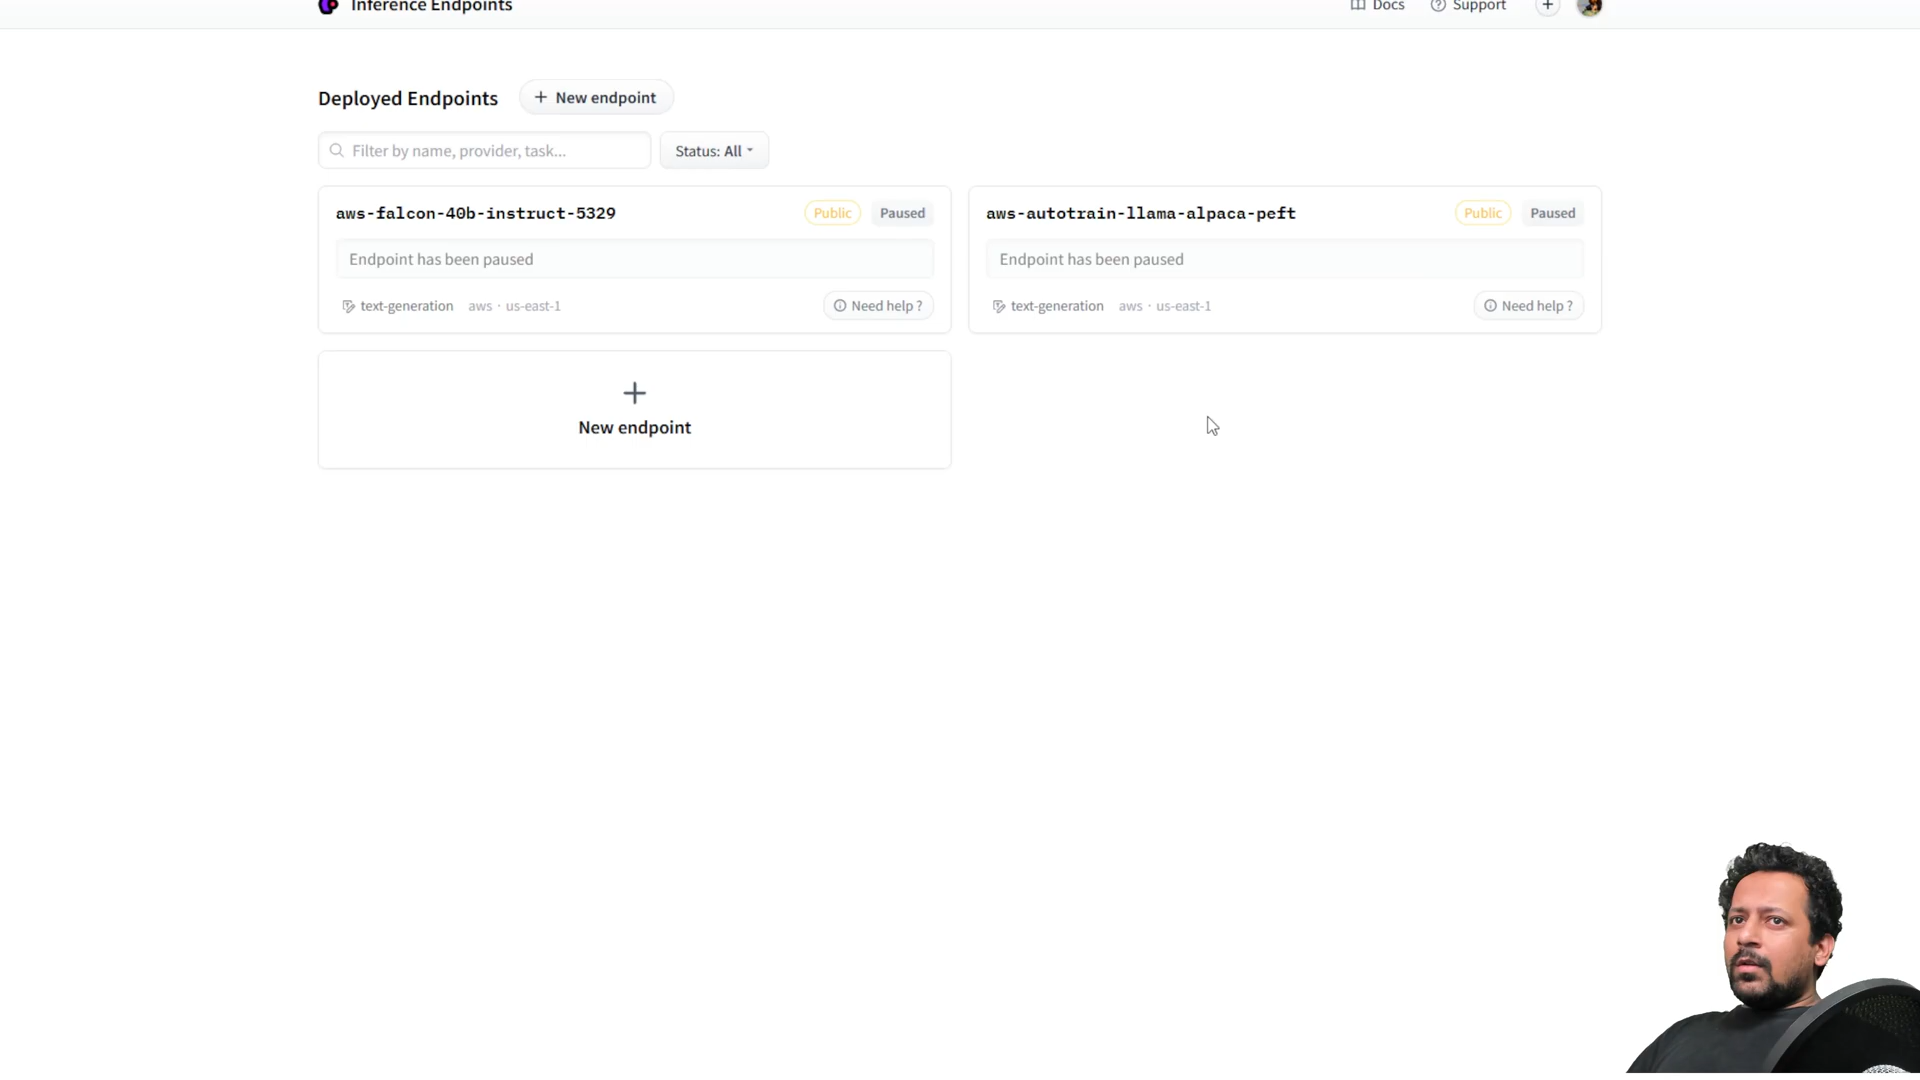 Inference Endpoints
Docs
Support
Deployed Endpoints
New endpoint
Filter by name, provider, task...
Status: All
aws-falcon-40b-instruct-5329
Public
Paused
Endpoint has been paused
text-generation
aws · us-east-1
Need help ?
aws-autotrain-llama-alpaca-peft
Public
Paused
Endpoint has been paused
text-generation
aws · us-east-1
Need help ?
New endpoint